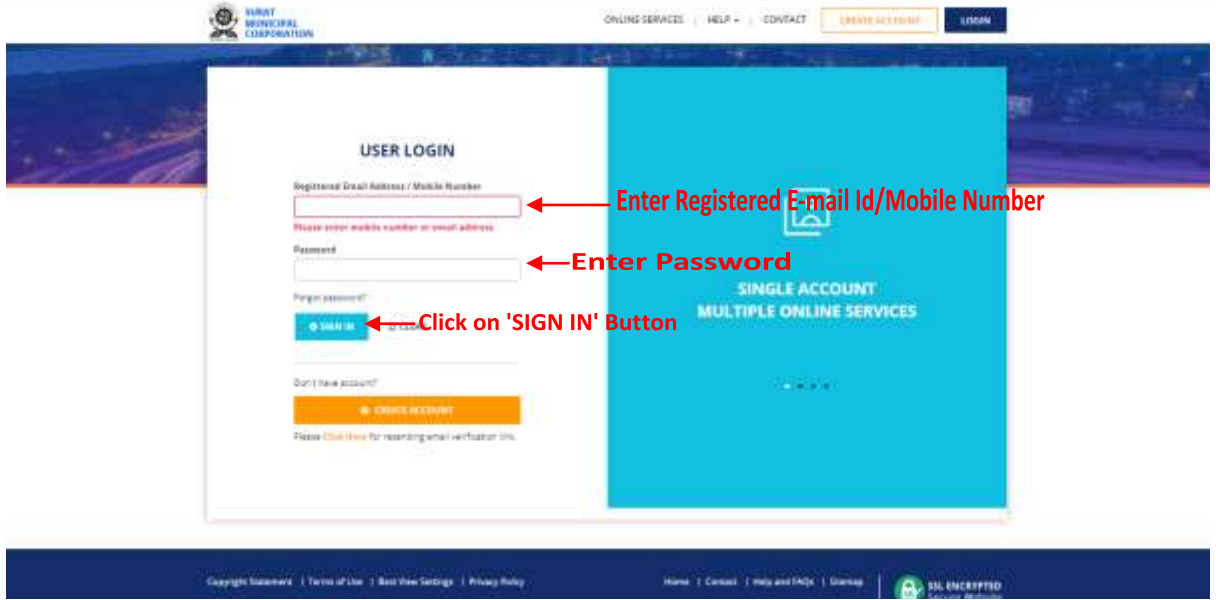 SURAT
MUNICIPAL
CORPORATION
ONLINE SERVICES | HELP | CONTACT
CREATE ACCOUNT
LOGIN
USER LOGIN
Registered Email Address / Mobile Number
Enter Registered E-mail Id/Mobile Number
Please enter mobile number or email address
Password
Enter Password
Forgot password?
SIGN IN
Click on 'SIGN IN' Button
SINGLE ACCOUNT
MULTIPLE ONLINE SERVICES
Don't have account?
CREATE ACCOUNT
Please Click Here for resending email verification link.
Copyright Statement | Terms of Use | Best View Settings | Privacy Policy
Home | Contact | Help and FAQs | Sitemap
SSL ENCRYPTED
Secure Website